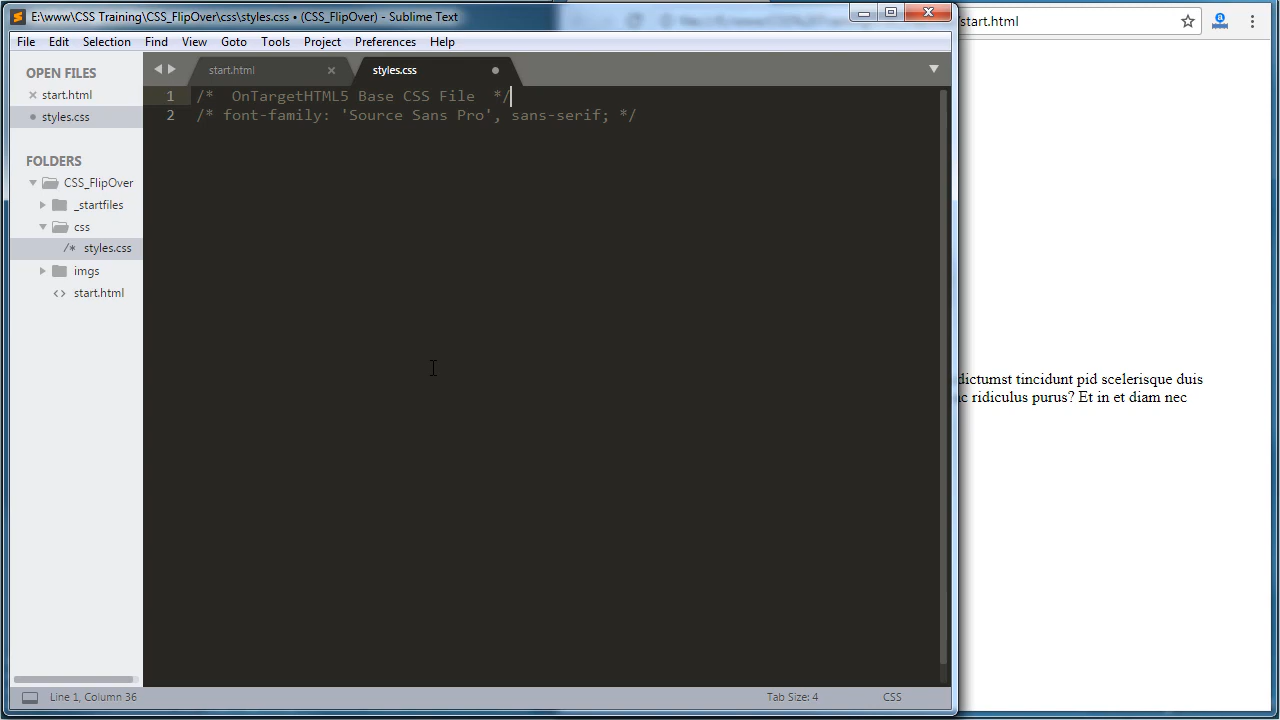 E:\www\CSS Training\CSS_FlipOver\css\styles.css • (CSS_FlipOver) - Sublime Text
/start.html
File Edit Selection Find View Goto Tools Project Preferences Help
OPEN FILES
start.html
styles.css
FOLDERS
CSS_FlipOver
_startfiles
css
/* styles.css
imgs
<> start.html
start.html
styles.css
1 /*  OnTargetHTML5 Base CSS File  */
2 /* font-family: 'Source Sans Pro', sans-serif; */
dictumst tincidunt pid scelerisque duis
ridiculus purus? Et in et diam nec
Line 1, Column 36
Tab Size: 4
CSS